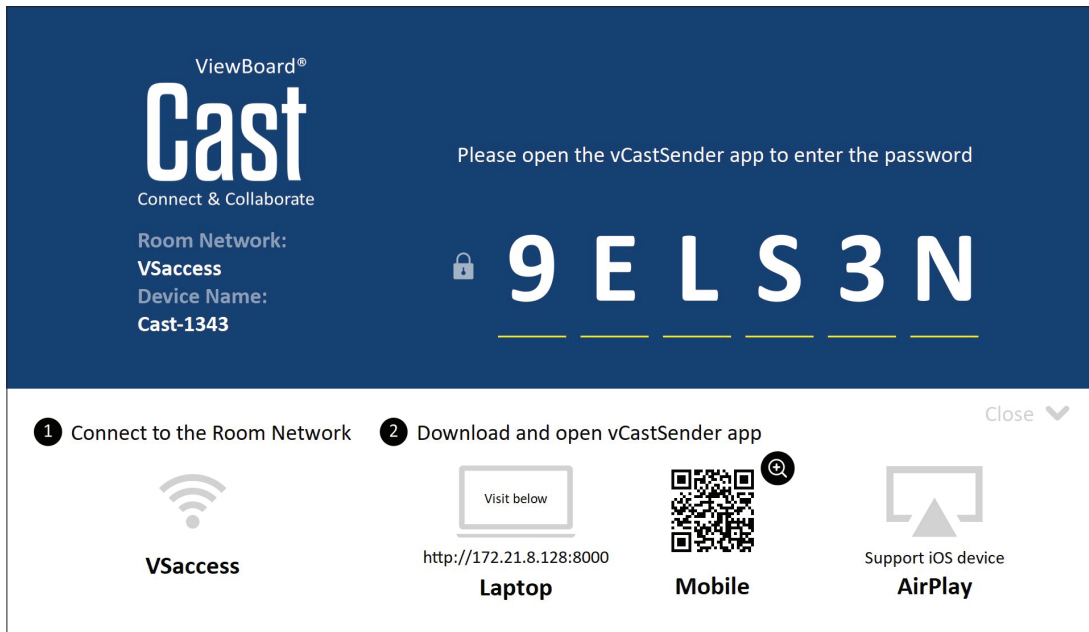 ViewBoard®
Cast
Connect & Collaborate
Room Network:
VSaccess
Device Name:
Cast-1343
Please open the vCastSender app to enter the password
9 E L S 3 N
Close
1 Connect to the Room Network
VSaccess
2 Download and open vCastSender app
Visit below
http://172.21.8.128:8000
Laptop
Mobile
Support iOS device
AirPlay